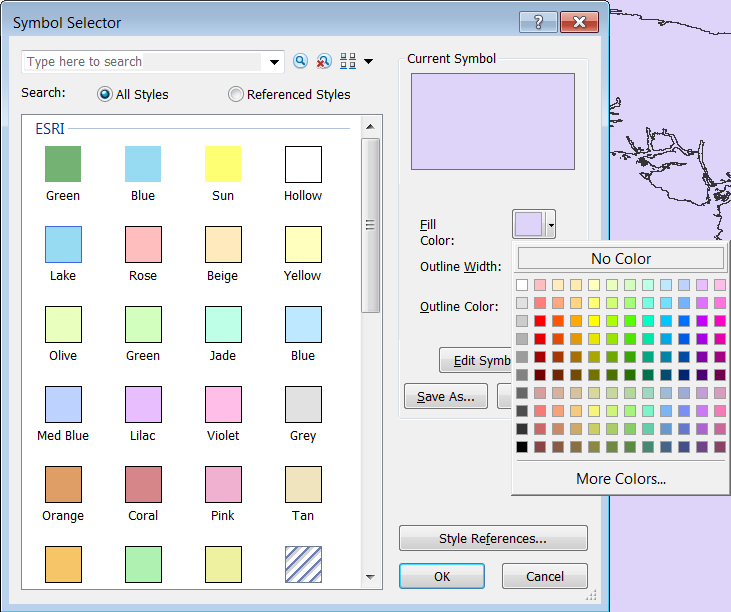 Symbol Selector
Type here to search
Search:
All Styles
Referenced Styles
ESRI
Green
Blue
Sun
Hollow
Lake
Rose
Beige
Yellow
Olive
Green
Jade
Blue
Med Blue
Lilac
Violet
Grey
Orange
Coral
Pink
Tan
Current Symbol
Fill
Color:
Outline Width:
Outline Color:
Edit Symb
Save As...
No Color
More Colors...
Style References...
OK
Cancel